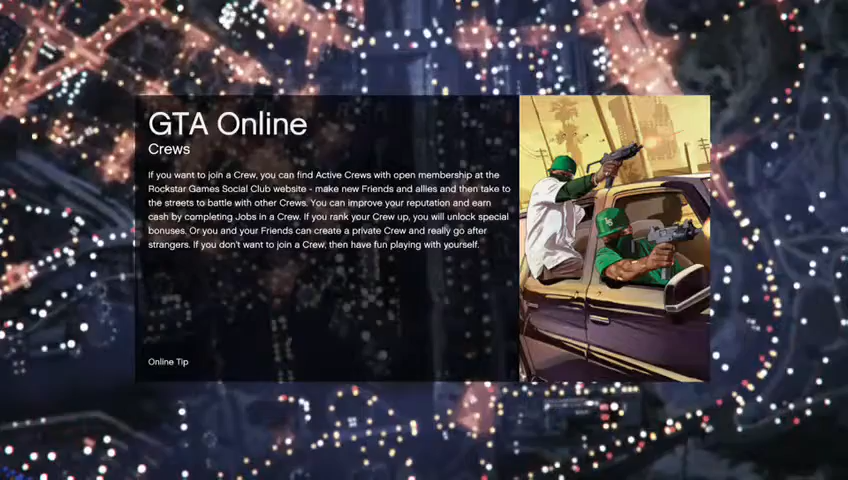 GTA Online
Crews
If you want to join a Crew, you can find Active Crews with open membership at the
Rockstar Games Social Club website - make new Friends and allies and then take to
the streets to battle with other Crews. You can improve your reputation and earn
cash by completing Jobs in a Crew. If you rank your Crew up, you will unlock special
bonuses. Or you and your Friends can create a private Crew and really go after
strangers. If you don't want to join a Crew, then have fun playing with yourself.
Online Tip